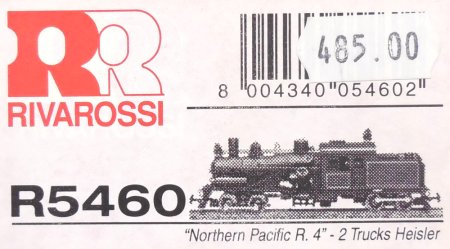 RR
RIVAROSSI
485.00
8 004340 054602
R5460
"Northern Pacific R. 4" - 2 Trucks Heisler